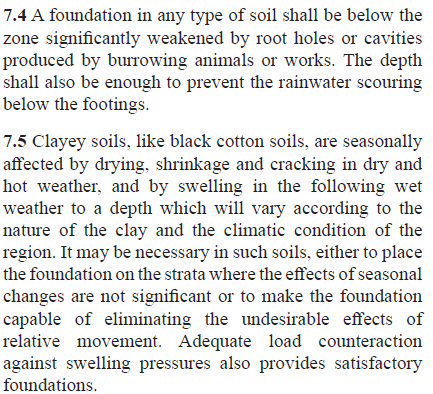 7.4 A foundation in any type of soil shall be below the
zone significantly weakened by root holes or cavities
produced by burrowing animals or works. The depth
shall also be enough to prevent the rainwater scouring
below the footings.
7.5 Clayey soils, like black cotton soils, are seasonally
affected by drying, shrinkage and cracking in dry and
hot weather, and by swelling in the following wet
weather to a depth which will vary according to the
nature of the clay and the climatic condition of the
region. It may be necessary in such soils, either to place
the foundation on the strata where the effects of seasonal
changes are not significant or to make the foundation
capable of eliminating the undesirable effects of
relative movement. Adequate load counteraction
against swelling pressures also provides satisfactory
foundations.